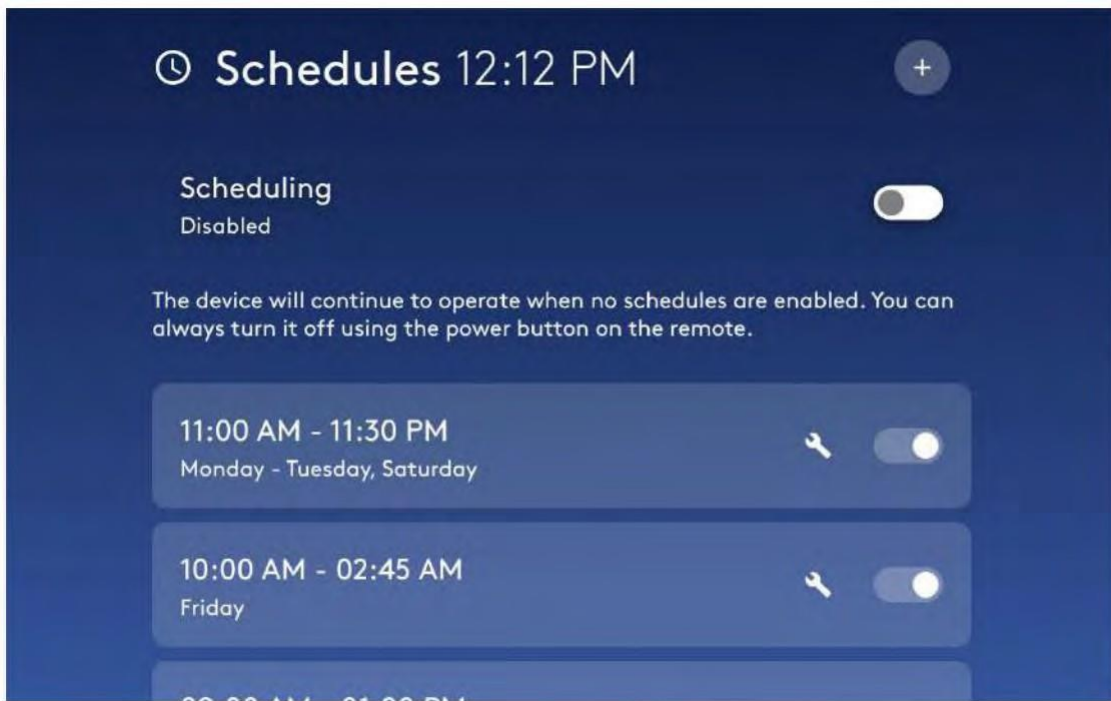 Schedules 12:12 PM
+
Scheduling
Disabled
The device will continue to operate when no schedules are enabled. You can
always turn it off using the power button on the remote.
11:00 AM - 11:30 PM
Monday - Tuesday, Saturday
10:00 AM - 02:45 AM
Friday